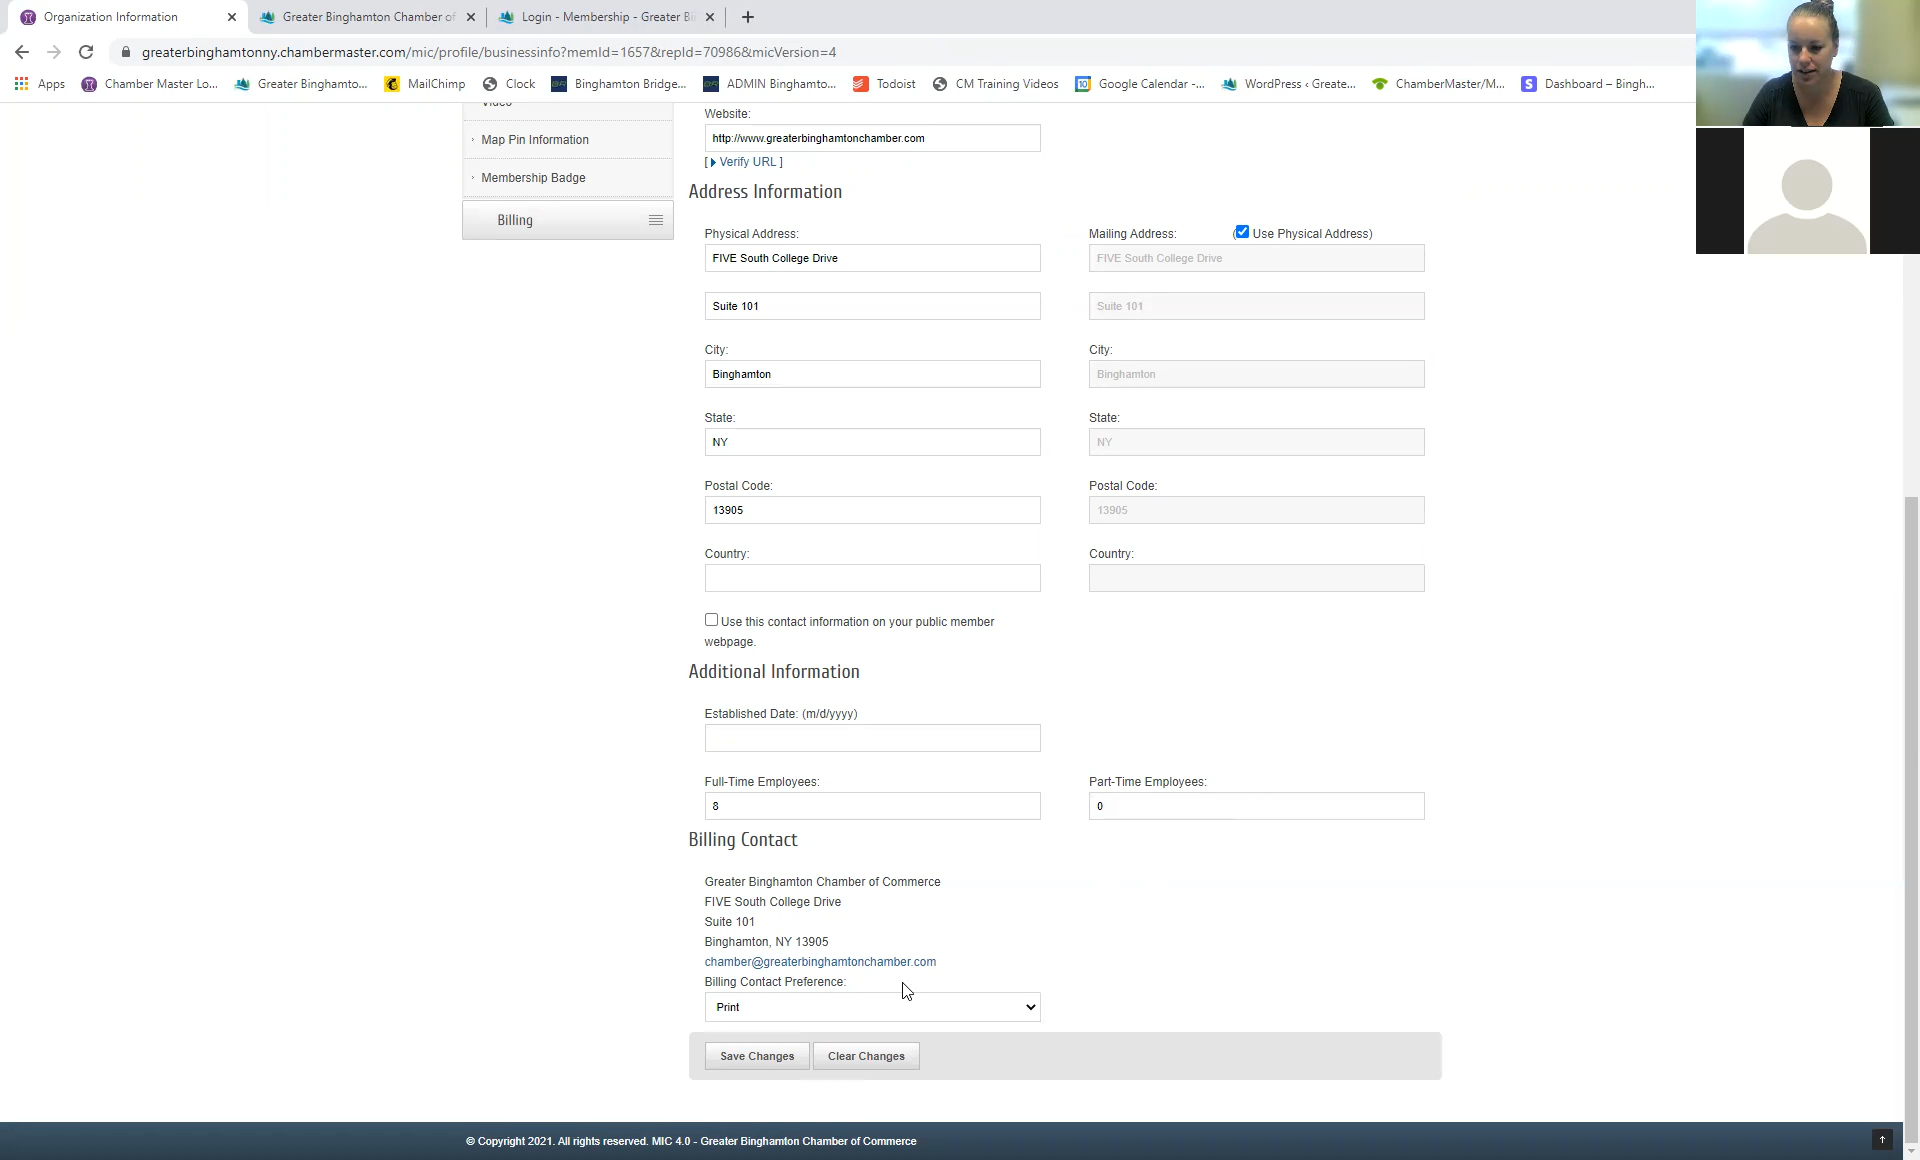 Organization Information
Greater Binghamton Chamber of
Login - Membership - Greater Bi
greaterbinghamtonny.chambermaster.com/mic/profile/businessinfo?memId=1657&repId=70986&micVersion=4
Apps
Chamber Master Lo...
Greater Binghamto...
MailChimp
Clock
Binghamton Bridge...
ADMIN Binghamto...
Todoist
CM Training Videos
Google Calendar -...
WordPress ‹ Greate...
ChamberMaster/M...
Dashboard – Bingh...
Video
Map Pin Information
Membership Badge
Billing
Website:
http://www.greaterbinghamtonchamber.com
[ Verify URL ]
Address Information
Physical Address:
Mailing Address:
( Use Physical Address)
FIVE South College Drive
FIVE South College Drive
Suite 101
Suite 101
City:
City:
Binghamton
Binghamton
State:
State:
NY
NY
Postal Code:
Postal Code:
13905
13905
Country:
Country:
Use this contact information on your public member
webpage.
Additional Information
Established Date: (m/d/yyyy)
Full-Time Employees:
Part-Time Employees:
8
0
Billing Contact
Greater Binghamton Chamber of Commerce
FIVE South College Drive
Suite 101
Binghamton, NY 13905
chamber@greaterbinghamtonchamber.com
Billing Contact Preference:
Print
Save Changes
Clear Changes
© Copyright 2021. All rights reserved. MIC 4.0 - Greater Binghamton Chamber of Commerce